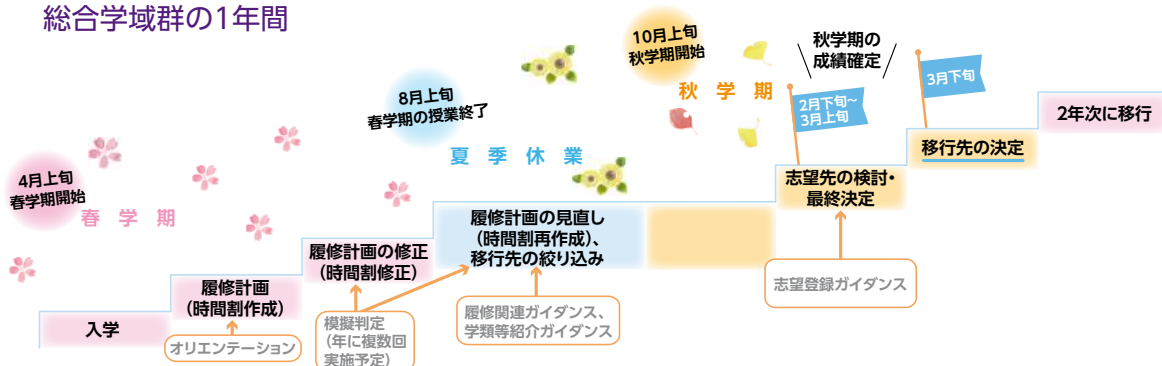 総合学域群の1年間
4月上旬
春学期開始
春学期
入学
履修計画
(時間割作成)
オリエンテーション
履修計画の修正
(時間割修正)
模擬判定
(年に複数回
実施予定)
8月上旬
春学期の授業終了
夏季休業
履修計画の見直し
(時間割再作成)、
移行先の絞り込み
履修関連ガイダンス、
学類等紹介ガイダンス
10月上旬
秋学期開始
秋学期
2月下旬~
3月上旬
秋学期の
成績確定
志望先の検討・
最終決定
志望登録ガイダンス
3月下旬
移行先の決定
2年次に移行